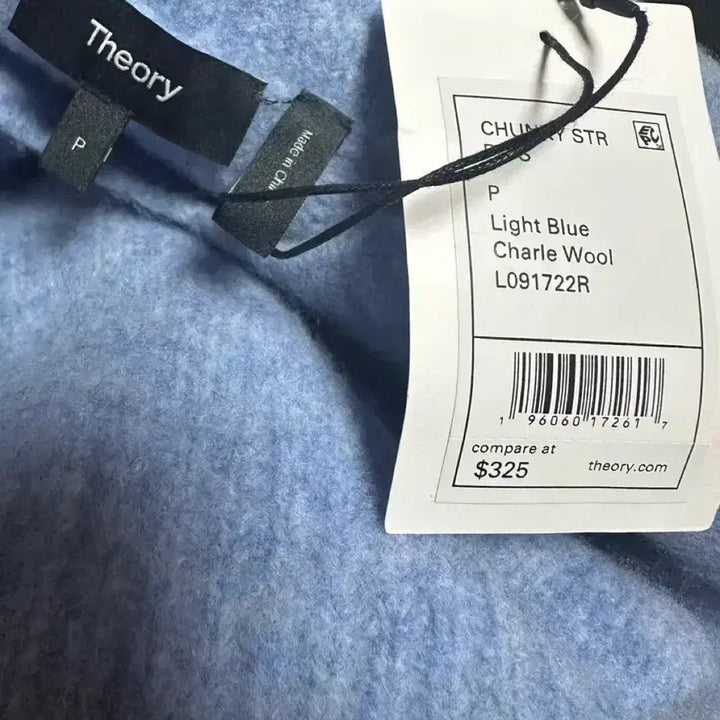 Theory
P
Made in
CHUNKY STR
P
Light Blue
Charle Wool
L091722R
1 96060 17261 7
compare at
$325
theory.com